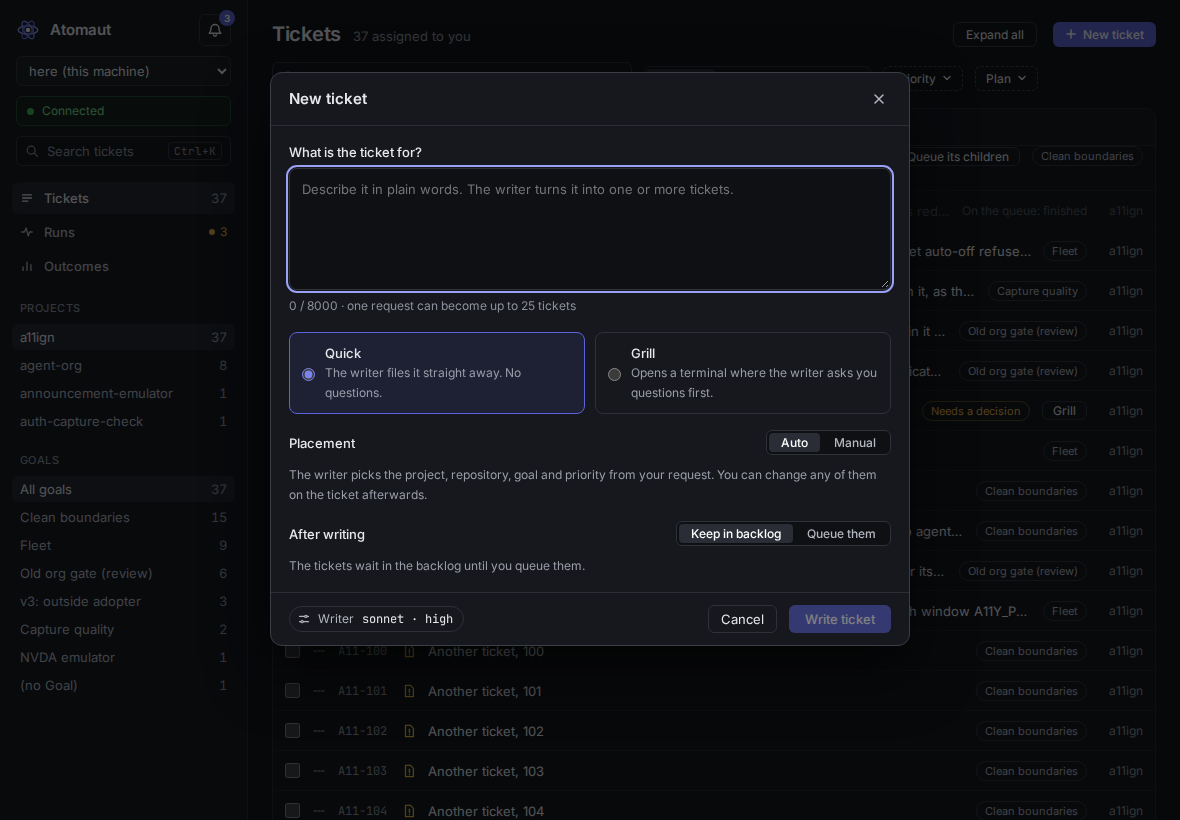 Atomaut
3
here (this machine)
Connected
Search tickets
Ctrl+K
Tickets 37
Runs 3
Outcomes
PROJECTS
a11ign 37
agent-org 8
announcement-emulator 1
auth-capture-check 1
GOALS
All goals 37
Clean boundaries 15
Fleet 9
Old org gate (review) 6
v3: outside adopter 3
Capture quality 2
NVDA emulator 1
(no Goal) 1
Tickets 37 assigned to you
Expand all
+ New ticket
Plan
New ticket
What is the ticket for?
Describe it in plain words. The writer turns it into one or more tickets.
0 / 8000 · one request can become up to 25 tickets
Quick
The writer files it straight away. No
questions.
Grill
Opens a terminal where the writer asks you
questions first.
Placement
Auto Manual
The writer picks the project, repository, goal and priority from your request. You can change any of them
on the ticket afterwards.
After writing
Keep in backlog Queue them
The tickets wait in the backlog until you queue them.
Writer sonnet · high
Cancel
Write ticket
Queue its children Clean boundaries
On the queue: finished a11ign
auto-off refuse... Fleet a11ign
it, as th... Capture quality a11ign
in it ... Old org gate (review) a11ign
Old org gate (review) a11ign
Needs a decision Grill a11ign
Fleet a11ign
Clean boundaries a11ign
agent... Clean boundaries a11ign
its... Old org gate (review) a11ign
window A11Y_P... Fleet a11ign
A11-100 Another ticket, 100 Clean boundaries a11ign
A11-101 Another ticket, 101 Clean boundaries a11ign
A11-102 Another ticket, 102 Clean boundaries a11ign
A11-103 Another ticket, 103 Clean boundaries a11ign
A11-104 Another ticket, 104 Clean boundaries a11ign